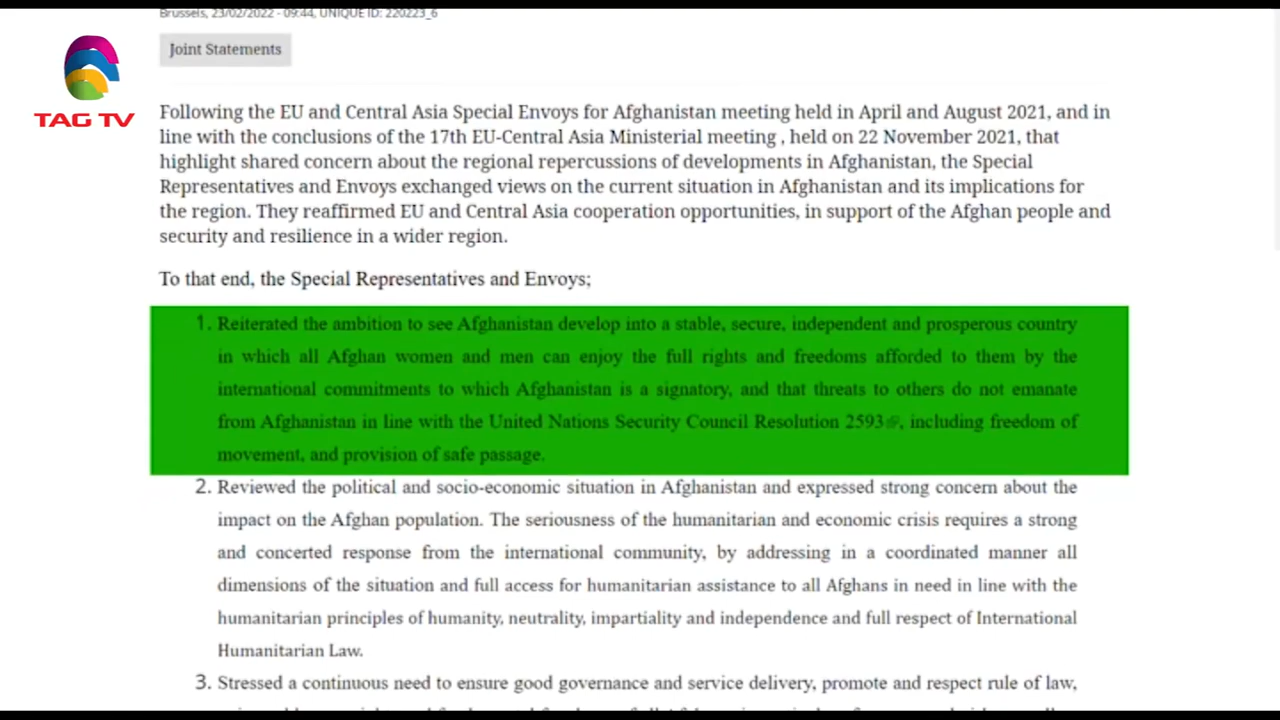 Brussels, 23/02/2022 - 09:44, UNIQUE ID: 220223_6
Joint Statements
TAG TV
Following the EU and Central Asia Special Envoys for Afghanistan meeting held in April and August 2021, and in
line with the conclusions of the 17th EU-Central Asia Ministerial meeting , held on 22 November 2021, that
highlight shared concern about the regional repercussions of developments in Afghanistan, the Special
Representatives and Envoys exchanged views on the current situation in Afghanistan and its implications for
the region. They reaffirmed EU and Central Asia cooperation opportunities, in support of the Afghan people and
security and resilience in a wider region.
To that end, the Special Representatives and Envoys;
1. Reiterated the ambition to see Afghanistan develop into a stable, secure, independent and prosperous country
in which all Afghan women and men can enjoy the full rights and freedoms afforded to them by the
international commitments to which Afghanistan is a signatory, and that threats to others do not emanate
from Afghanistan in line with the United Nations Security Council Resolution 2593, including freedom of
movement, and provision of safe passage.
2. Reviewed the political and socio-economic situation in Afghanistan and expressed strong concern about the
impact on the Afghan population. The seriousness of the humanitarian and economic crisis requires a strong
and concerted response from the international community, by addressing in a coordinated manner all
dimensions of the situation and full access for humanitarian assistance to all Afghans in need in line with the
humanitarian principles of humanity, neutrality, impartiality and independence and full respect of International
Humanitarian Law.
3. Stressed a continuous need to ensure good governance and service delivery, promote and respect rule of law,